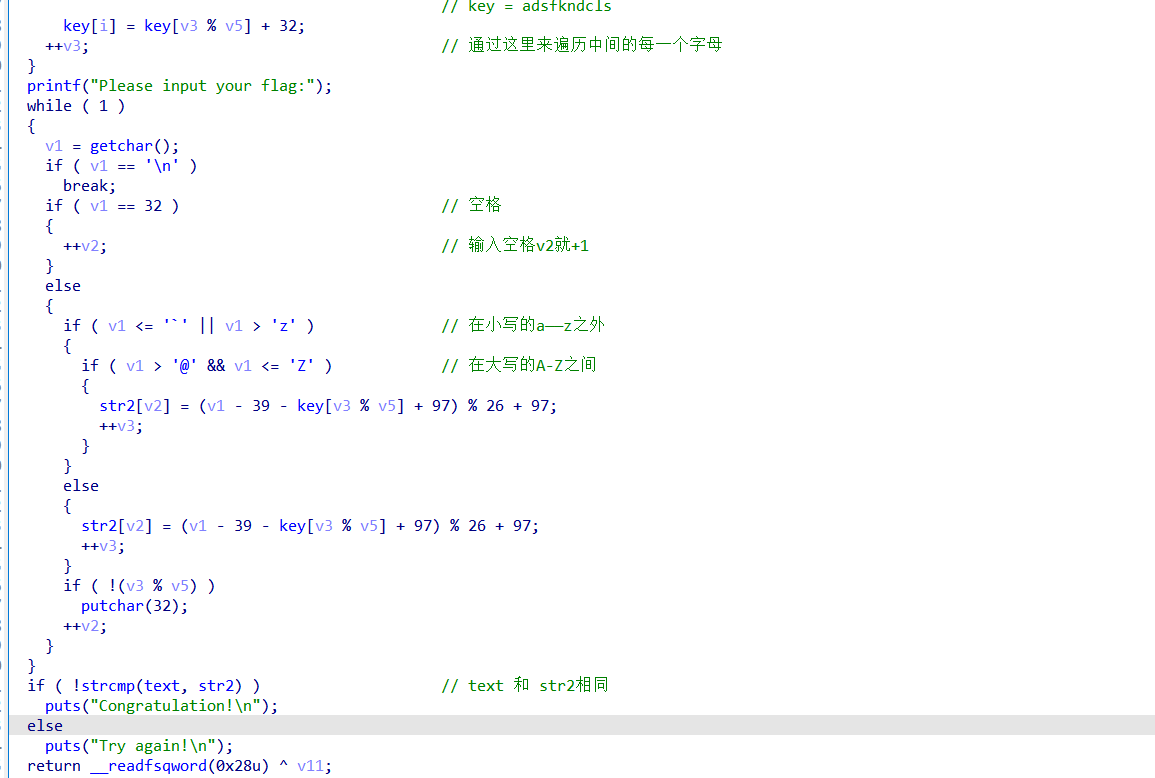 // key = adsfkndcls
key[i] = key[v3 % v5] + 32;
++v3; // 通过这里来遍历中间的每一个字母
}
printf("Please input your flag:");
while ( 1 )
{
v1 = getchar();
if ( v1 == '\n' )
break;
if ( v1 == 32 ) // 空格
{
++v2; // 输入空格v2就+1
}
else
{
if ( v1 <= '`' || v1 > 'z' ) // 在小写的a——z之外
{
if ( v1 > '@' && v1 <= 'Z' ) // 在大写的A-Z之间
{
str2[v2] = (v1 - 39 - key[v3 % v5] + 97) % 26 + 97;
++v3;
}
}
else
{
str2[v2] = (v1 - 39 - key[v3 % v5] + 97) % 26 + 97;
++v3;
}
if ( !(v3 % v5) )
putchar(32);
++v2;
}
}
if ( !strcmp(text, str2) ) // text 和 str2相同
puts("Congratulation!\n");
else
puts("Try again!\n");
return __readfsqword(0x28u) ^ v11;